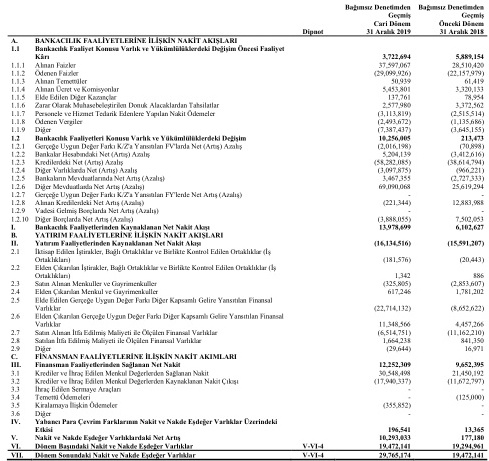 Bağımsız Denetimden Bağımsız Denetimden
Geçmiş Geçmiş
Cari Dönem Önceki Dönem
Dipnot 31 Aralık 2019 31 Aralık 2018
A. BANKACILIK FAALİYETLERİNE İLİŞKİN NAKİT AKIŞLARI
1.1 Bankacılık Faaliyet Konusu Varlık ve Yükümlülüklerdeki Değişim Öncesi Faaliyet
Kârı 3,722,694 5,889,154
1.1.1 Alınan Faizler 37,597,067 28,510,420
1.1.2 Ödenen Faizler (29,099,926) (22,157,979)
1.1.3 Alınan Temettüler 50,939 61,419
1.1.4 Alınan Ücret ve Komisyonlar 5,453,801 3,320,133
1.1.5 Elde Edilen Diğer Kazançlar 137,761 78,954
1.1.6 Zarar Olarak Muhasebeleştirilen Donuk Alacaklardan Tahsilatlar 2,577,980 3,372,562
1.1.7 Personele ve Hizmet Tedarik Edenlere Yapılan Nakit Ödemeler (3,113,819) (2,515,514)
1.1.8 Ödenen Vergiler (2,493,672) (1,135,686)
1.1.9 Diğer (7,387,437) (3,645,155)
1.2 Bankacılık Faaliyetleri Konusu Varlık ve Yükümlülüklerdeki Değişim 10,256,005 213,473
1.2.1 Gerçeğe Uygun Değer Farkı K/Z'a Yansıtılan FV'larda Net (Artış) Azalış (2,016,198) (70,898)
1.2.2 Bankalar Hesabındaki Net (Artış) Azalış 5,204,139 (3,412,616)
1.2.3 Kredilerdeki Net (Artış) Azalış (58,282,085) (38,614,794)
1.2.4 Diğer Varlıklarda Net (Artış) Azalış (3,097,875) (966,221)
1.2.5 Bankaların Mevduatlarında Net Artış (Azalış) 3,467,355 (2,727,333)
1.2.6 Diğer Mevduatlarda Net Artış (Azalış) 69,090,068 25,619,294
1.2.7 Gerçeğe Uygun Değer Farkı K/Z'a Yansıtılan FY'lerde Net Artış (Azalış) - -
1.2.8 Alınan Kredilerdeki Net Artış (Azalış) (221,344) 12,883,988
1.2.9 Vadesi Gelmiş Borçlarda Net Artış (Azalış) - -
1.2.10 Diğer Borçlarda Net Artış (Azalış) (3,888,055) 7,502,053
I. Bankacılık Faaliyetlerinden Kaynaklanan Net Nakit Akışı 13,978,699 6,102,627
B. YATIRIM FAALİYETLERİNE İLİŞKİN NAKİT AKIŞLARI
II. Yatırım Faaliyetlerinden Kaynaklanan Net Nakit Akışı (16,134,516) (15,591,207)
2.1 İktisap Edilen İştirakler, Bağlı Ortaklıklar ve Birlikte Kontrol Edilen Ortaklıklar (İş
Ortaklıkları) (181,576) (20,443)
2.2 Elden Çıkarılan İştirakler, Bağlı Ortaklıklar ve Birlikte Kontrol Edilen Ortaklıklar (İş
Ortaklıkları) 1,342 886
2.3 Satın Alınan Menkuller ve Gayrimenkuller (325,805) (2,853,607)
2.4 Elden Çıkarılan Menkul ve Gayrimenkuller 617,246 1,781,202
2.5 Elde Edilen Gerçeğe Uygun Değer Farkı Diğer Kapsamlı Gelire Yansıtılan Finansal
Varlıklar (22,714,132) (8,652,622)
2.6 Elden Çıkarılan Gerçeğe Uygun Değer Farkı Diğer Kapsamlı Gelire Yansıtılan Finansal
Varlıklar 11,348,566 4,457,266
2.7 Satın Alınan İtfa Edilmiş Maliyeti ile Ölçülen Finansal Varlıklar (6,514,751) (11,162,210)
2.8 Satılan İtfa Edilmiş Maliyeti ile Ölçülen Finansal Varlıklar 1,664,238 841,350
2.9 Diğer (29,644) 16,971
C. FİNANSMAN FAALİYETLERİNE İLİŞKİN NAKİT AKIMLARI
III. Finansman Faaliyetlerinden Sağlanan Net Nakit 12,252,309 9,652,395
3.1 Krediler ve İhraç Edilen Menkul Değerlerden Sağlanan Nakit 30,548,498 21,450,192
3.2 Krediler ve İhraç Edilen Menkul Değerlerden Kaynaklanan Nakit Çıkışı (17,940,337) (11,672,797)
3.3 İhraç Edilen Sermaye Araçları - -
3.4 Temettü Ödemeleri - (125,000)
3.5 Kiralamaya İlişkin Ödemeler (355,852) -
3.6 Diğer - -
IV. Yabancı Para Çevrim Farklarının Nakit ve Nakde Eşdeğer Varlıklar Üzerindeki
Etkisi 196,541 13,365
V. Nakit ve Nakde Eşdeğer Varlıklardaki Net Artış 10,293,033 177,180
VI. Dönem Başındaki Nakit ve Nakde Eşdeğer Varlıklar V-VI-4 19,472,141 19,294,961
VII. Dönem Sonundaki Nakit ve Nakde Eşdeğer Varlıklar V-VI-4 29,765,174 19,472,141